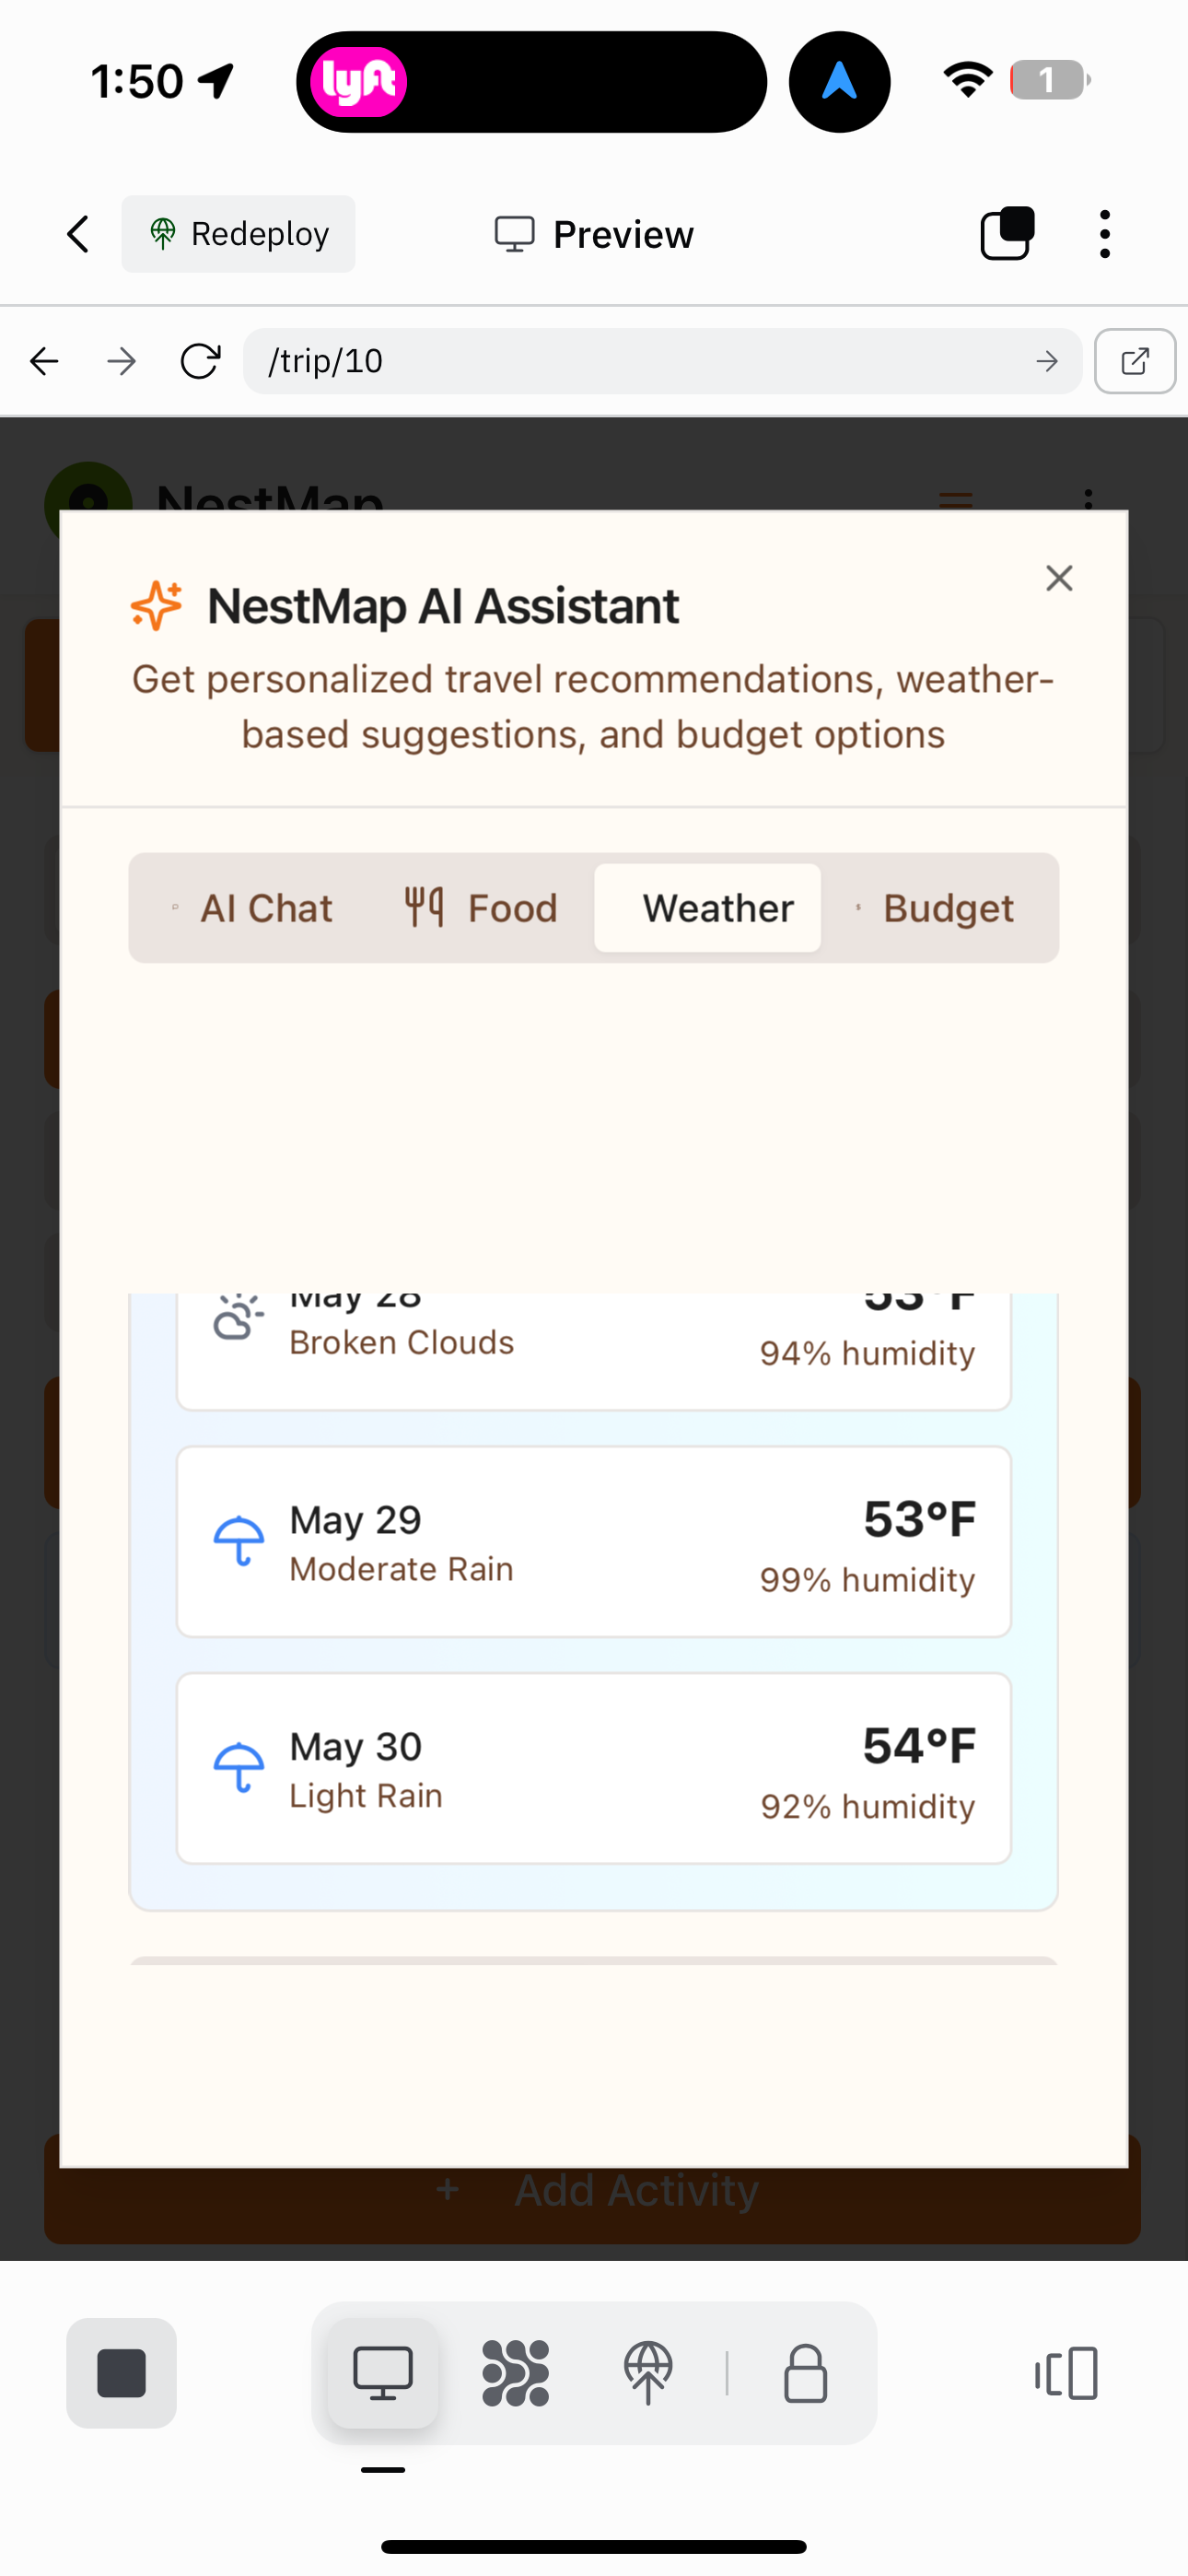 1:50
lyft
1
Redeploy
Preview
/trip/10
NestMap
NestMap AI Assistant
Get personalized travel recommendations, weather-
based suggestions, and budget options
AI Chat
Food
Weather
Budget
May 28
53°F
Broken Clouds
94% humidity
May 29
53°F
Moderate Rain
99% humidity
May 30
54°F
Light Rain
92% humidity
+ Add Activity